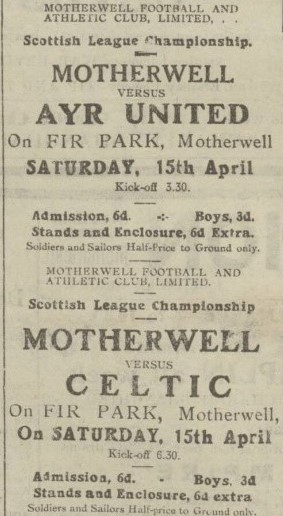 MOTHERWELL FOOTBALL AND
ATHLETIC CLUB, LIMITED, . .
Scottish League Championship.
MOTHERWELL
VERSUS
AYR UNITED
On FIR PARK, Motherwell
SATURDAY, 15th April
Kick-off 3.30.
Admission, 6d. -:- Boys, 3d.
Stands and Enclosure, 6d Extra.
Soldiers and Sailors Half-Price to Ground only.
MOTHERWELL FOOTBALL AND
ATHLETIC CLUB, LIMITED.
Scottish League Championship
MOTHERWELL
VERSUS
CELTIC
On FIR PARK, Motherwell,
On SATURDAY, 15th April
Kick-off 6.30.
Admission, 6d. - Boys. 3d
Stands and Enclosure, 6d extra
Soldiers and Sailors Half-price to Ground only.